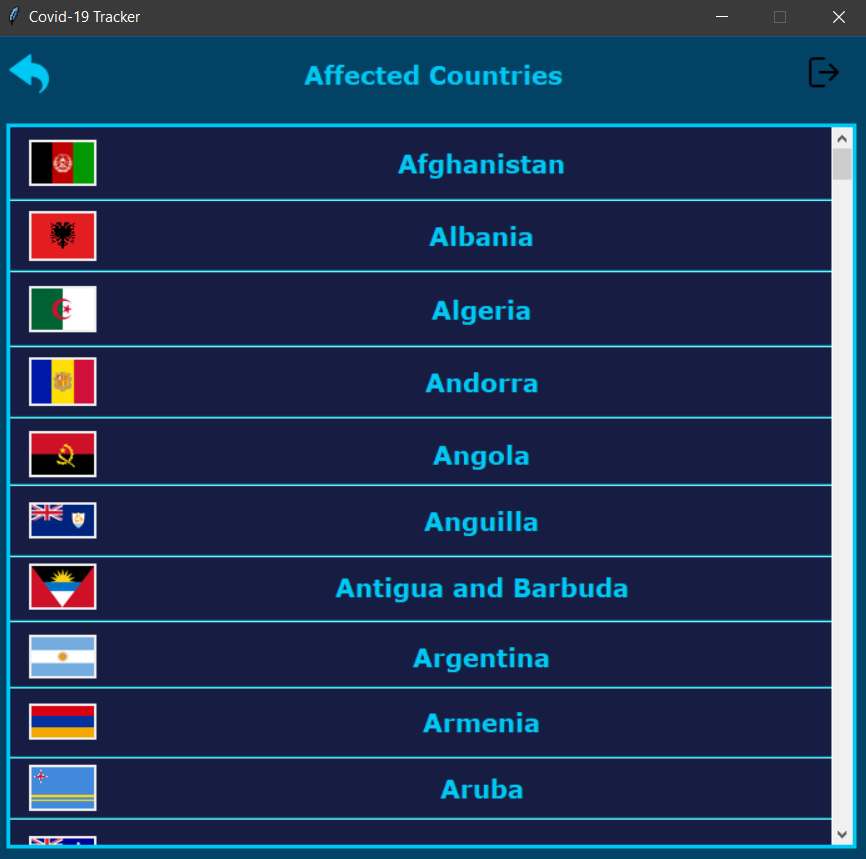 Covid-19 Tracker
Affected Countries
Afghanistan
Albania
Algeria
Andorra
Angola
Anguilla
Antigua and Barbuda
Argentina
Armenia
Aruba